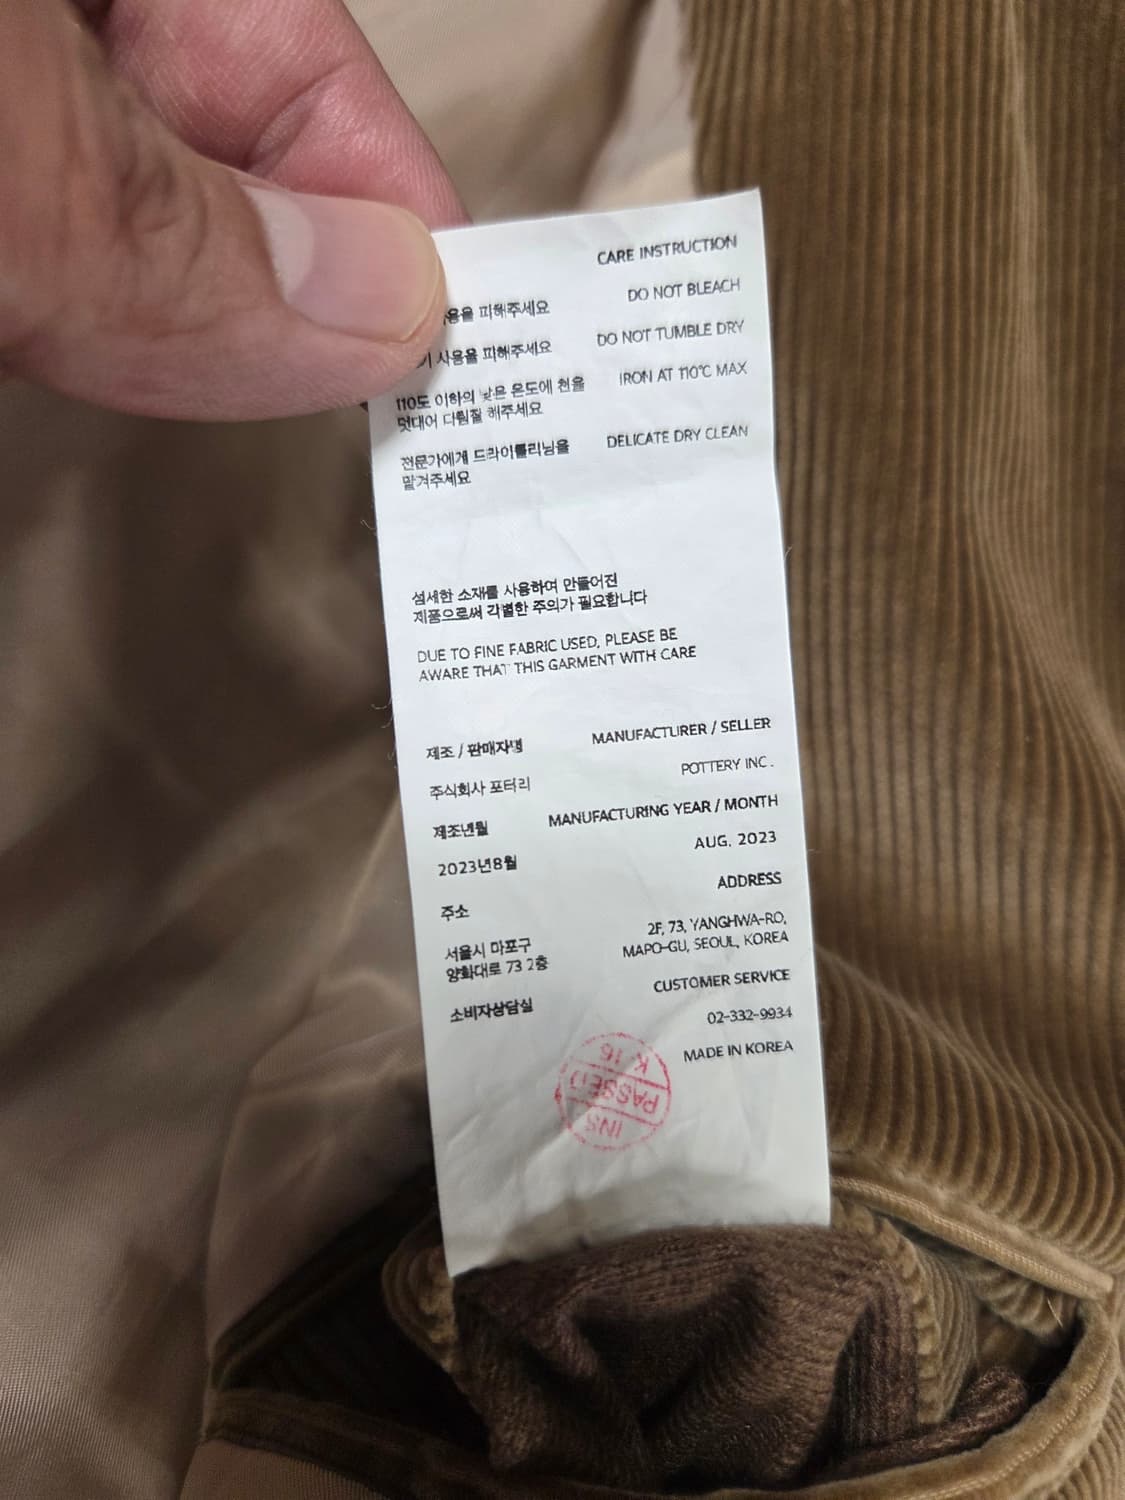 CARE INSTRUCTION
사용을 피해주세요
DO NOT BLEACH
사용을 피해주세요
DO NOT TUMBLE DRY
110도 이하의 낮은 온도에 천을
덧대어 다림질 해주세요
IRON AT 110℃ MAX
전문가에게 드라이클리닝을
맡겨주세요
DELICATE DRY CLEAN
섬세한 소재를 사용하여 만들어진
제품으로써 각별한 주의가 필요합니다
DUE TO FINE FABRIC USED, PLEASE BE
AWARE THAT THIS GARMENT WITH CARE
제조 / 판매자명
MANUFACTURER / SELLER
주식회사 포터리
POTTERY INC.
제조년월
MANUFACTURING YEAR / MONTH
2023년8월
AUG. 2023
주소
ADDRESS
서울시 마포구
양화대로 73 2층
2F, 73, YANGHWA-RO,
MAPO-GU, SEOUL, KOREA
소비자상담실
CUSTOMER SERVICE
02-332-9934
MADE IN KOREA
INS
PASSED
K 16